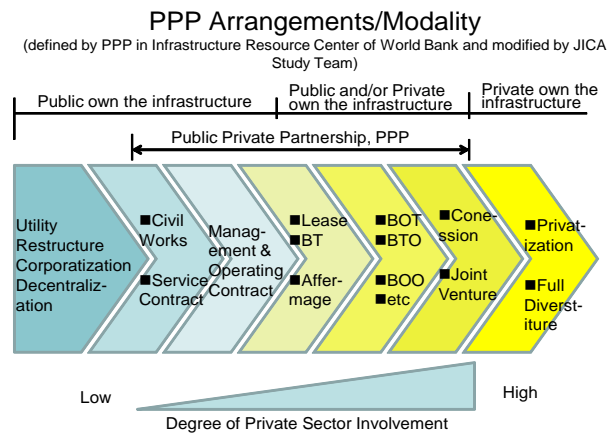 PPP Arrangements/Modality
(defined by PPP in Infrastructure Resource Center of World Bank and modified by JICA
Study Team)
Public own the infrastructure
Public and/or Private
own the infrastructure
Private own the
infrastructure
Public Private Partnership, PPP
Utility
Restructure
Corporatization
Decentraliz-
ation
■Civil
Works
■Service
Contract
Manag-
ement &
Operating
Contract
■Lease
■BT
■Affer-
mage
■BOT
■BTO
■BOO
■etc
■Cone-
ssion
■Joint
Venture
■Privat-
ization
■Full
Diverst-
iture
Low
High
Degree of Private Sector Involvement